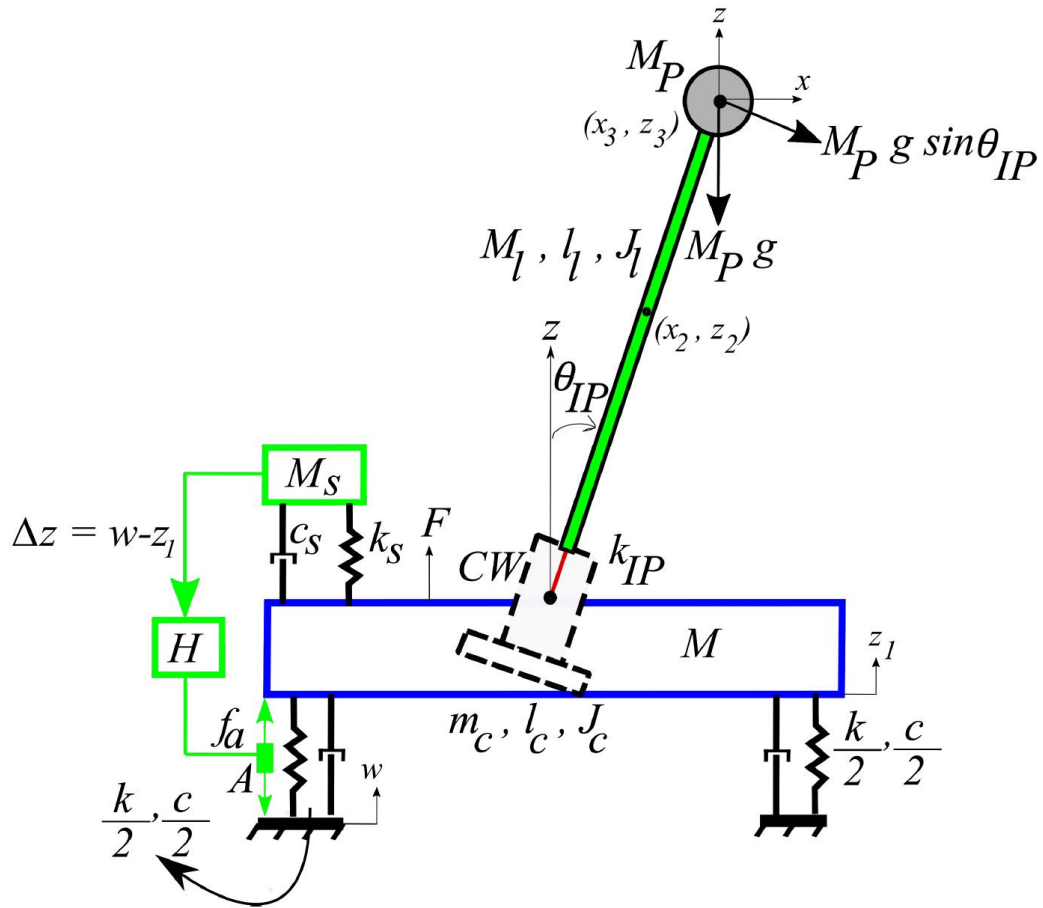 z
M_P
x
(x_3 , z_3)
M_P g sinθ_IP
M_l , l_l , J_l
M_P g
z
(x_2 , z_2)
θ_IP
M_s
Δz = w-z_1
c_s
k_s
F
CW
k_IP
H
M
z_1
f_a
m_c , l_c , J_c
A
w
k/2 , c/2
k/2 , c/2